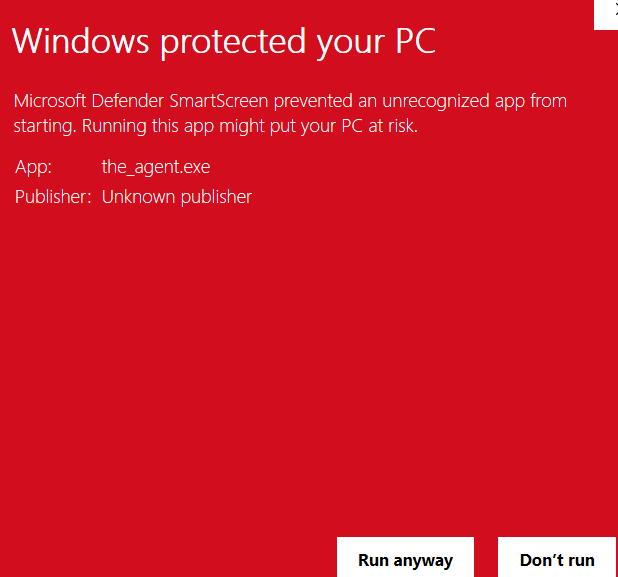 Windows protected your PC
Microsoft Defender SmartScreen prevented an unrecognized app from
starting. Running this app might put your PC at risk.
App: the_agent.exe
Publisher: Unknown publisher
Run anyway Don’t run